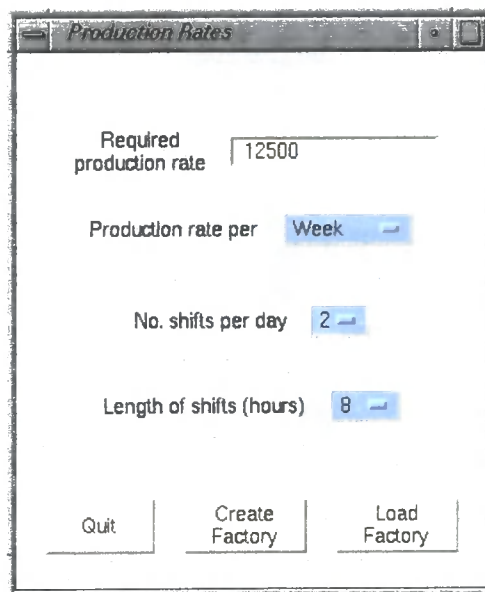 Production Rates
Required
production rate
12500
Production rate per
Week
No. shifts per day
2
Length of shifts (hours)
8
Quit
Create
Factory
Load
Factory